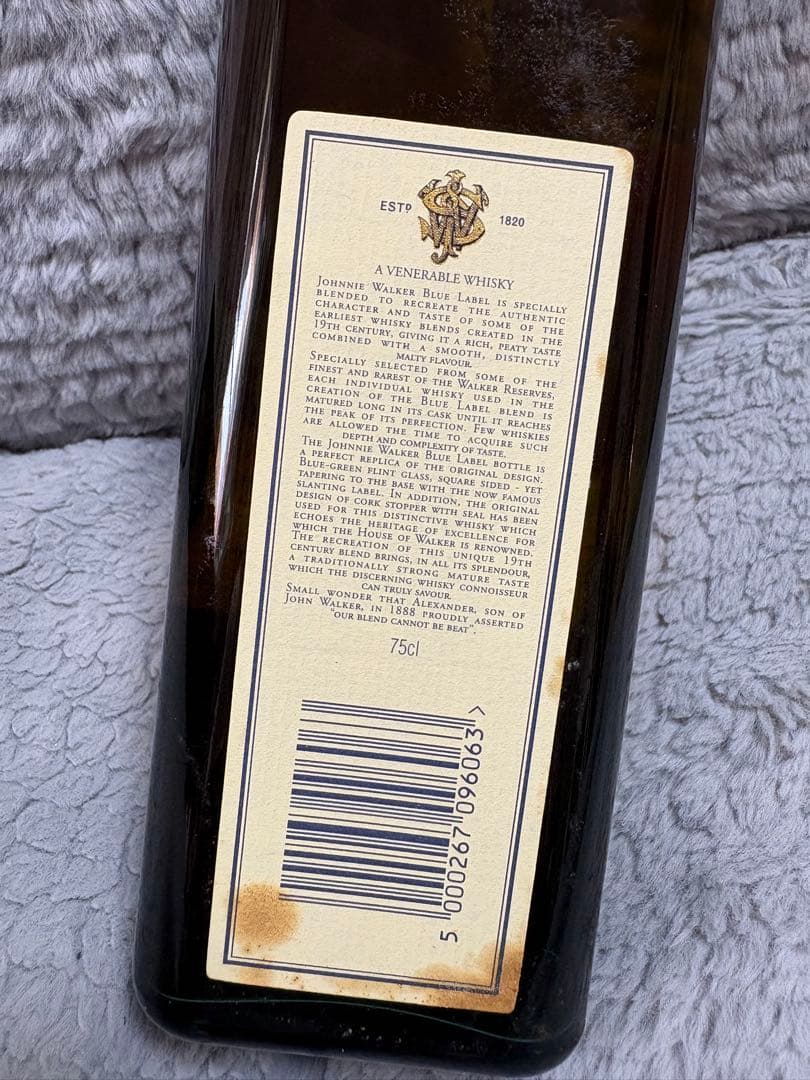 ESTD 1820
A VENERABLE WHISKY
JOHNNIE WALKER BLUE LABEL IS SPECIALLY
BLENDED TO RECREATE THE AUTHENTIC
CHARACTER AND TASTE OF SOME OF THE
EARLIEST WHISKY BLENDS CREATED IN THE
19TH CENTURY, GIVING IT A RICH, PEATY TASTE
COMBINED WITH A SMOOTH, DISTINCTLY
MALTY FLAVOUR.
SPECIALLY SELECTED FROM SOME OF THE
FINEST AND RAREST OF THE WALKER RESERVES,
EACH INDIVIDUAL WHISKY USED IN THE
CREATION OF THE BLUE LABEL BLEND IS
MATURED LONG IN ITS CASK UNTIL IT REACHES
THE PEAK OF ITS PERFECTION. FEW WHISKIES
ARE ALLOWED THE TIME TO ACQUIRE SUCH
DEPTH AND COMPLEXITY OF TASTE.
THE JOHNNIE WALKER BLUE LABEL BOTTLE IS
A PERFECT REPLICA OF THE ORIGINAL DESIGN.
BLUE-GREEN FLINT GLASS, SQUARE SIDED - YET
TAPERING TO THE BASE WITH THE NOW FAMOUS
SLANTING LABEL. IN ADDITION, THE ORIGINAL
DESIGN OF CORK STOPPER WITH SEAL HAS BEEN
USED FOR THIS DISTINCTIVE WHISKY WHICH
ECHOES THE HERITAGE OF EXCELLENCE FOR
WHICH THE HOUSE OF WALKER IS RENOWNED.
THE RECREATION OF THIS UNIQUE 19TH
CENTURY BLEND BRINGS, IN ALL ITS SPLENDOUR,
A TRADITIONALLY STRONG MATURE TASTE
WHICH THE DISCERNING WHISKY CONNOISSEUR
CAN TRULY SAVOUR.
SMALL WONDER THAT ALEXANDER, SON OF
JOHN WALKER, IN 1888 PROUDLY ASSERTED
"OUR BLEND CANNOT BE BEAT".
75cl
5 000267 096063 >